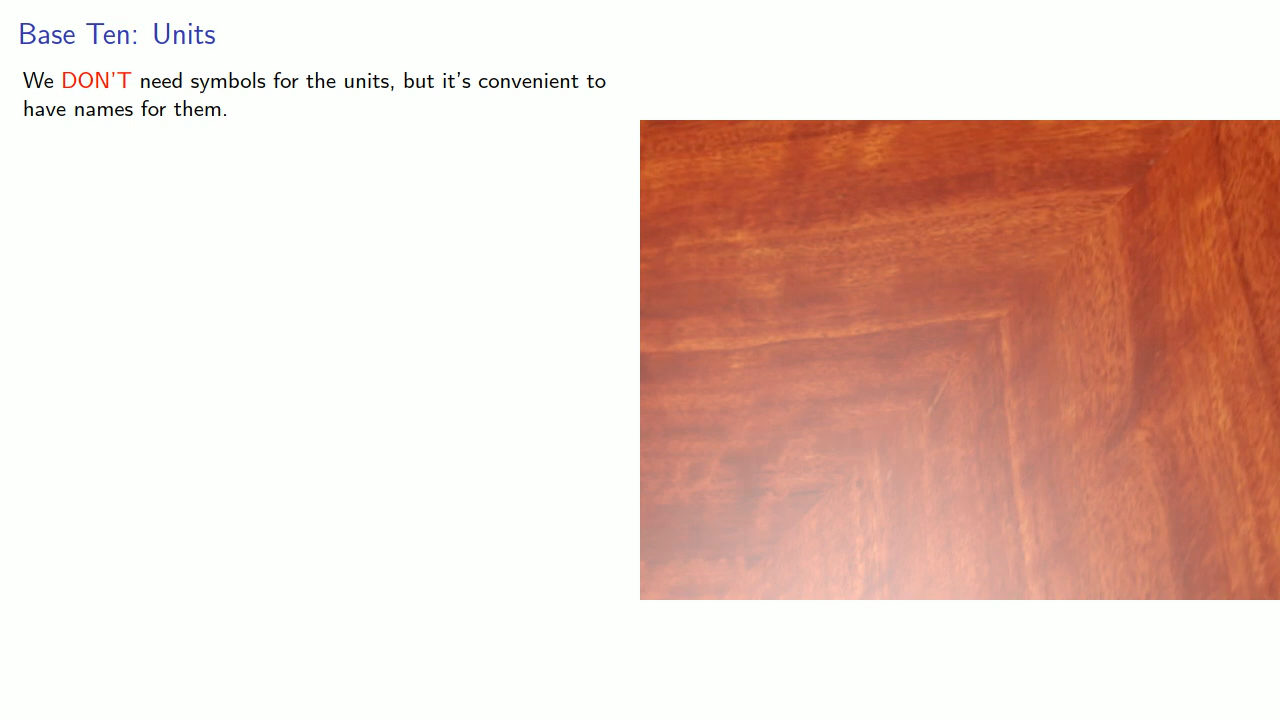 Base Ten: Units
We DON'T need symbols for the units, but it's convenient to
have names for them.